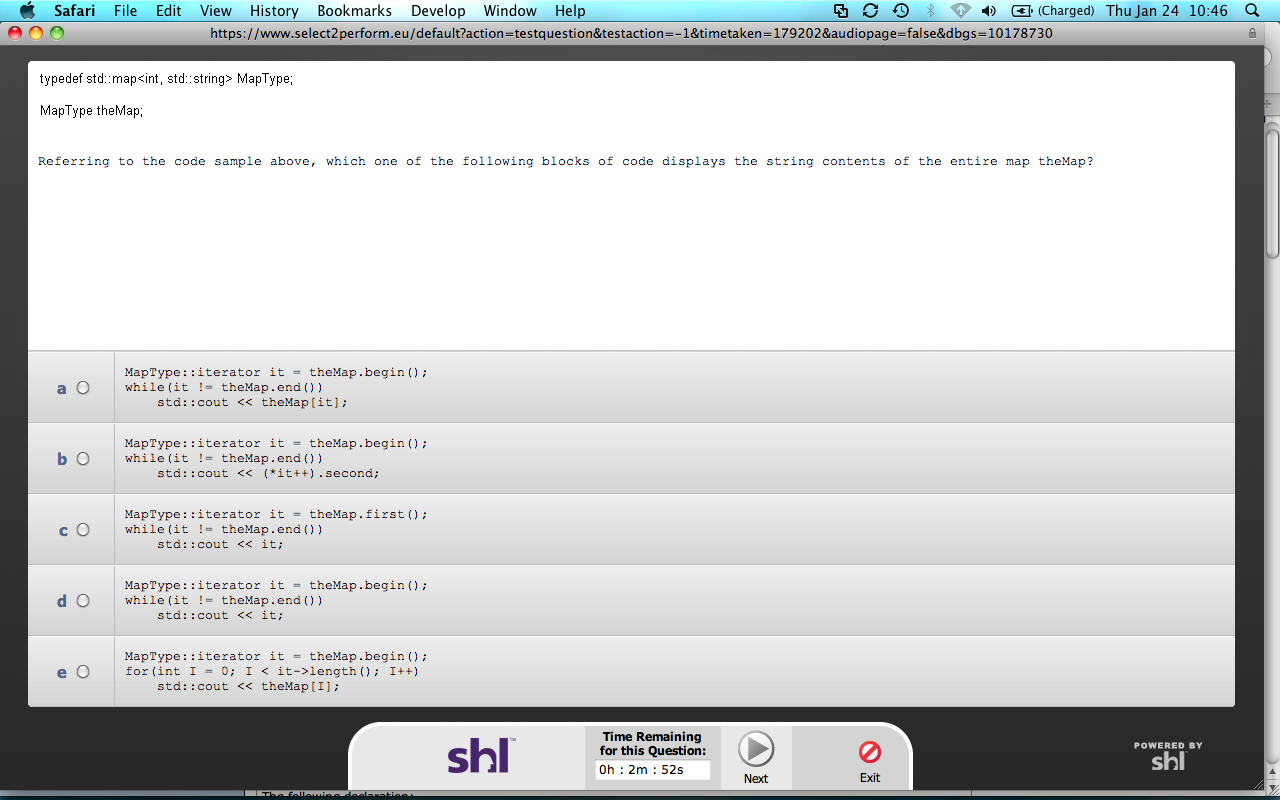 Safari File Edit View History Bookmarks Develop Window Help (Charged) Thu Jan 24 10:46
https://www.select2perform.eu/default?action=testquestion&testaction=-1&timetaken=179202&audiopage=false&dbgs=10178730
typedef std::map<int, std::string> MapType;
MapType theMap;
Referring to the code sample above, which one of the following blocks of code displays the string contents of the entire map theMap?
a
MapType::iterator it = theMap.begin();
while(it != theMap.end())
    std::cout << theMap[it];
b
MapType::iterator it = theMap.begin();
while(it != theMap.end())
    std::cout << (*it++).second;
c
MapType::iterator it = theMap.first();
while(it != theMap.end())
    std::cout << it;
d
MapType::iterator it = theMap.begin();
while(it != theMap.end())
    std::cout << it;
e
MapType::iterator it = theMap.begin();
for(int I = 0; I < it->length(); I++)
    std::cout << theMap[I];
shl™
Time Remaining
for this Question:
0h : 2m : 52s
Next
Exit
POWERED BY
shl
The following declaration: